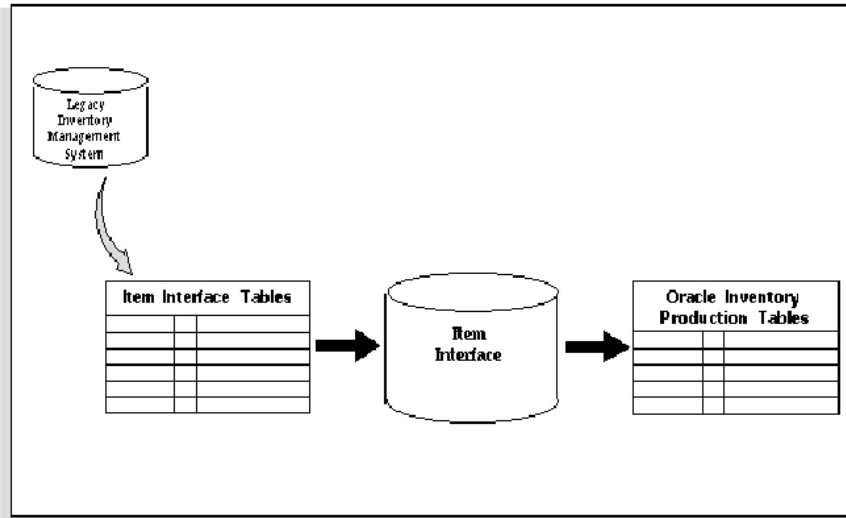 Legacy
Inventory
Management
System
Item Interface Tables
Item
Interface
Oracle Inventory
Production Tables